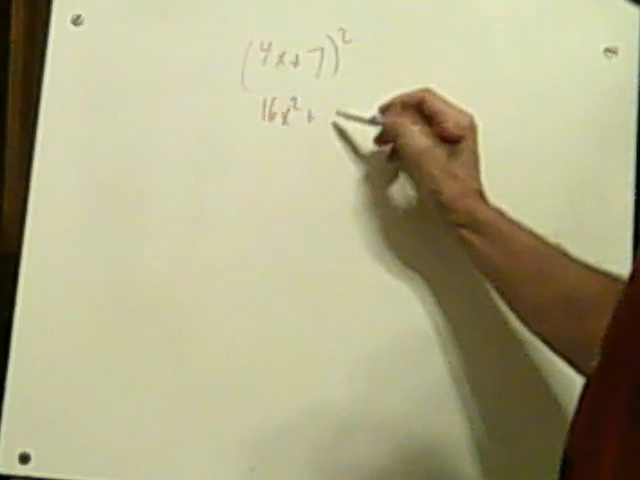 (4x+7)²
16x² +